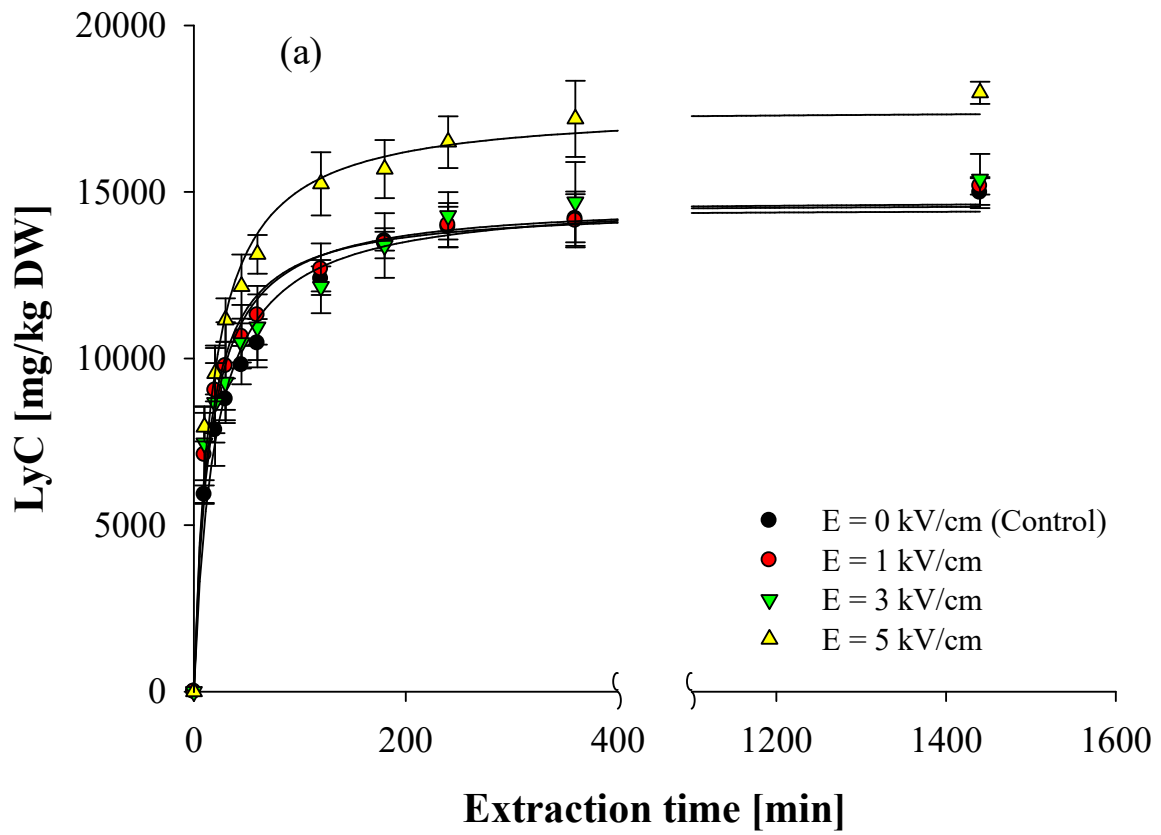 (a)
LyC [mg/kg DW]
20000
15000
10000
5000
0
E = 0 kV/cm (Control)
E = 1 kV/cm
E = 3 kV/cm
E = 5 kV/cm
0 200 400 1200 1400 1600
Extraction time [min]